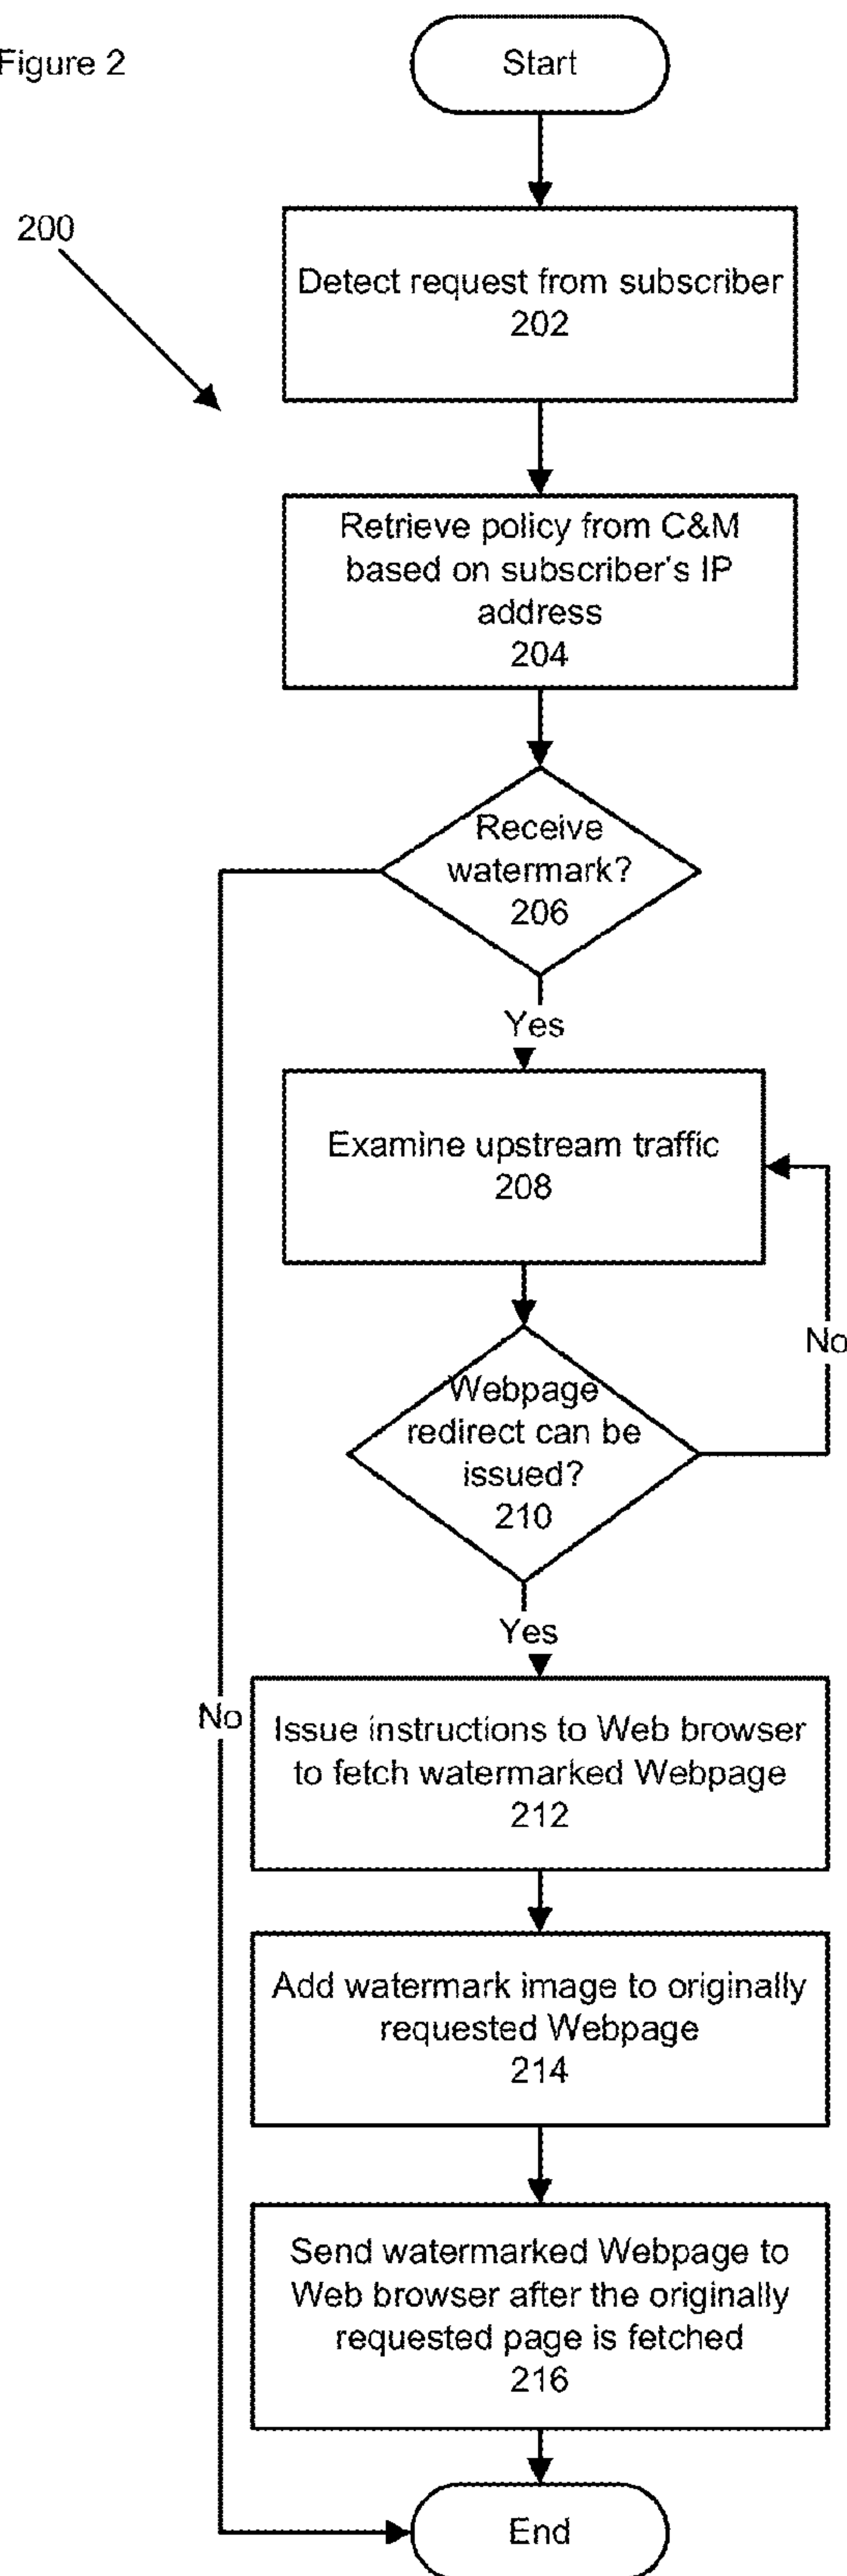 Figure 2
Start
200
Detect request from subscriber
202
Retrieve policy from C&M
based on subscriber's IP
address
204
Receive
watermark?
206
Yes
Examine upstream traffic
208
No
Webpage
redirect can be
issued?
210
Yes
No
Issue instructions to Web browser
to fetch watermarked Webpage
212
Add watermark image to originally
requested Webpage
214
Send watermarked Webpage to
Web browser after the originally
requested page is fetched
216
End